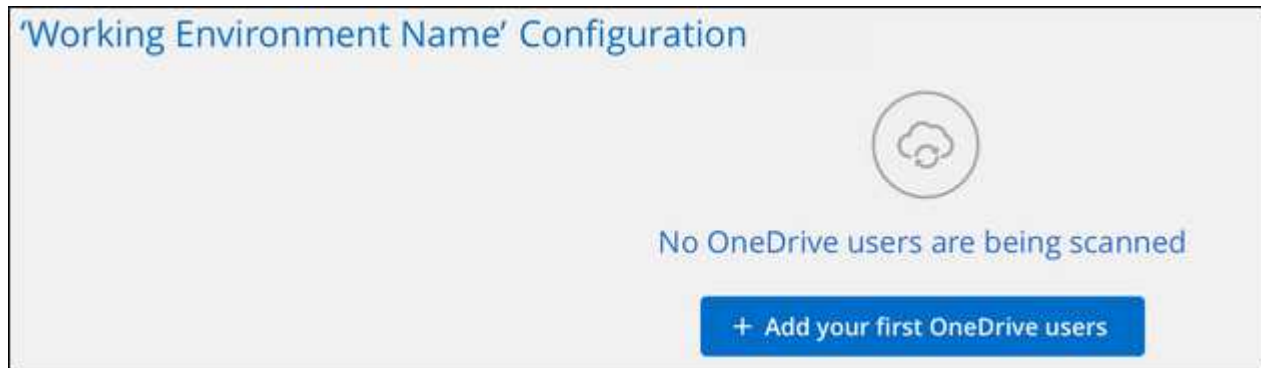 ‘Working Environment Name’ Configuration
No OneDrive users are being scanned
+ Add your first OneDrive users